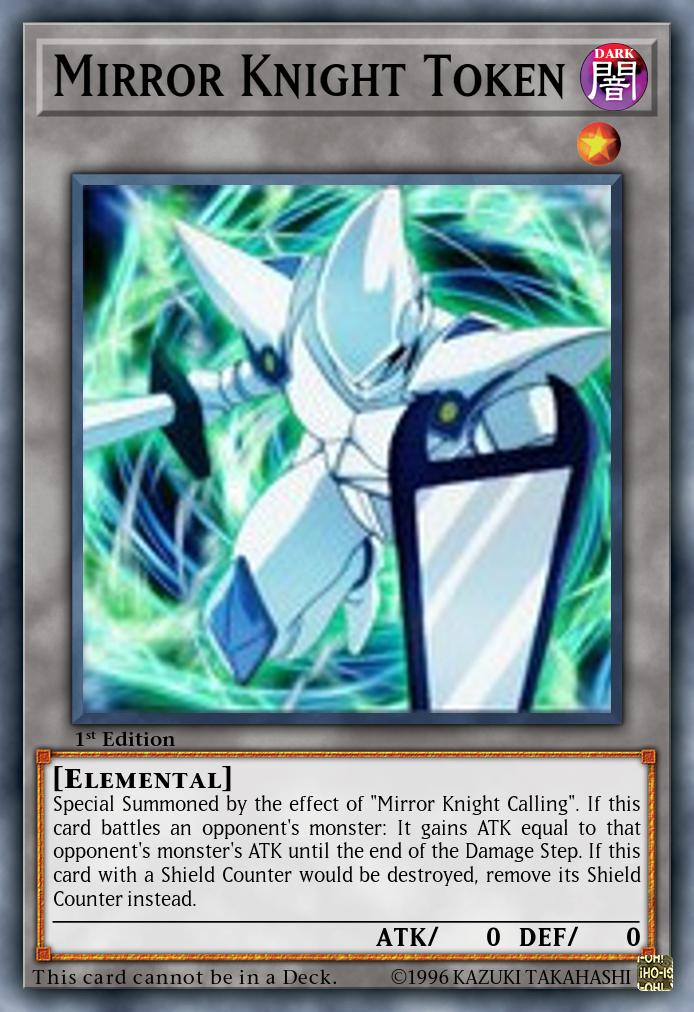 Mirror Knight Token
DARK
闇
1st Edition
[Elemental]
Special Summoned by the effect of "Mirror Knight Calling". If this
card battles an opponent's monster: It gains ATK equal to that
opponent's monster's ATK until the end of the Damage Step. If this
card with a Shield Counter would be destroyed, remove its Shield
Counter instead.
ATK/ 0 DEF/ 0
This card cannot be in a Deck. ©1996 KAZUKI TAKAHASHI